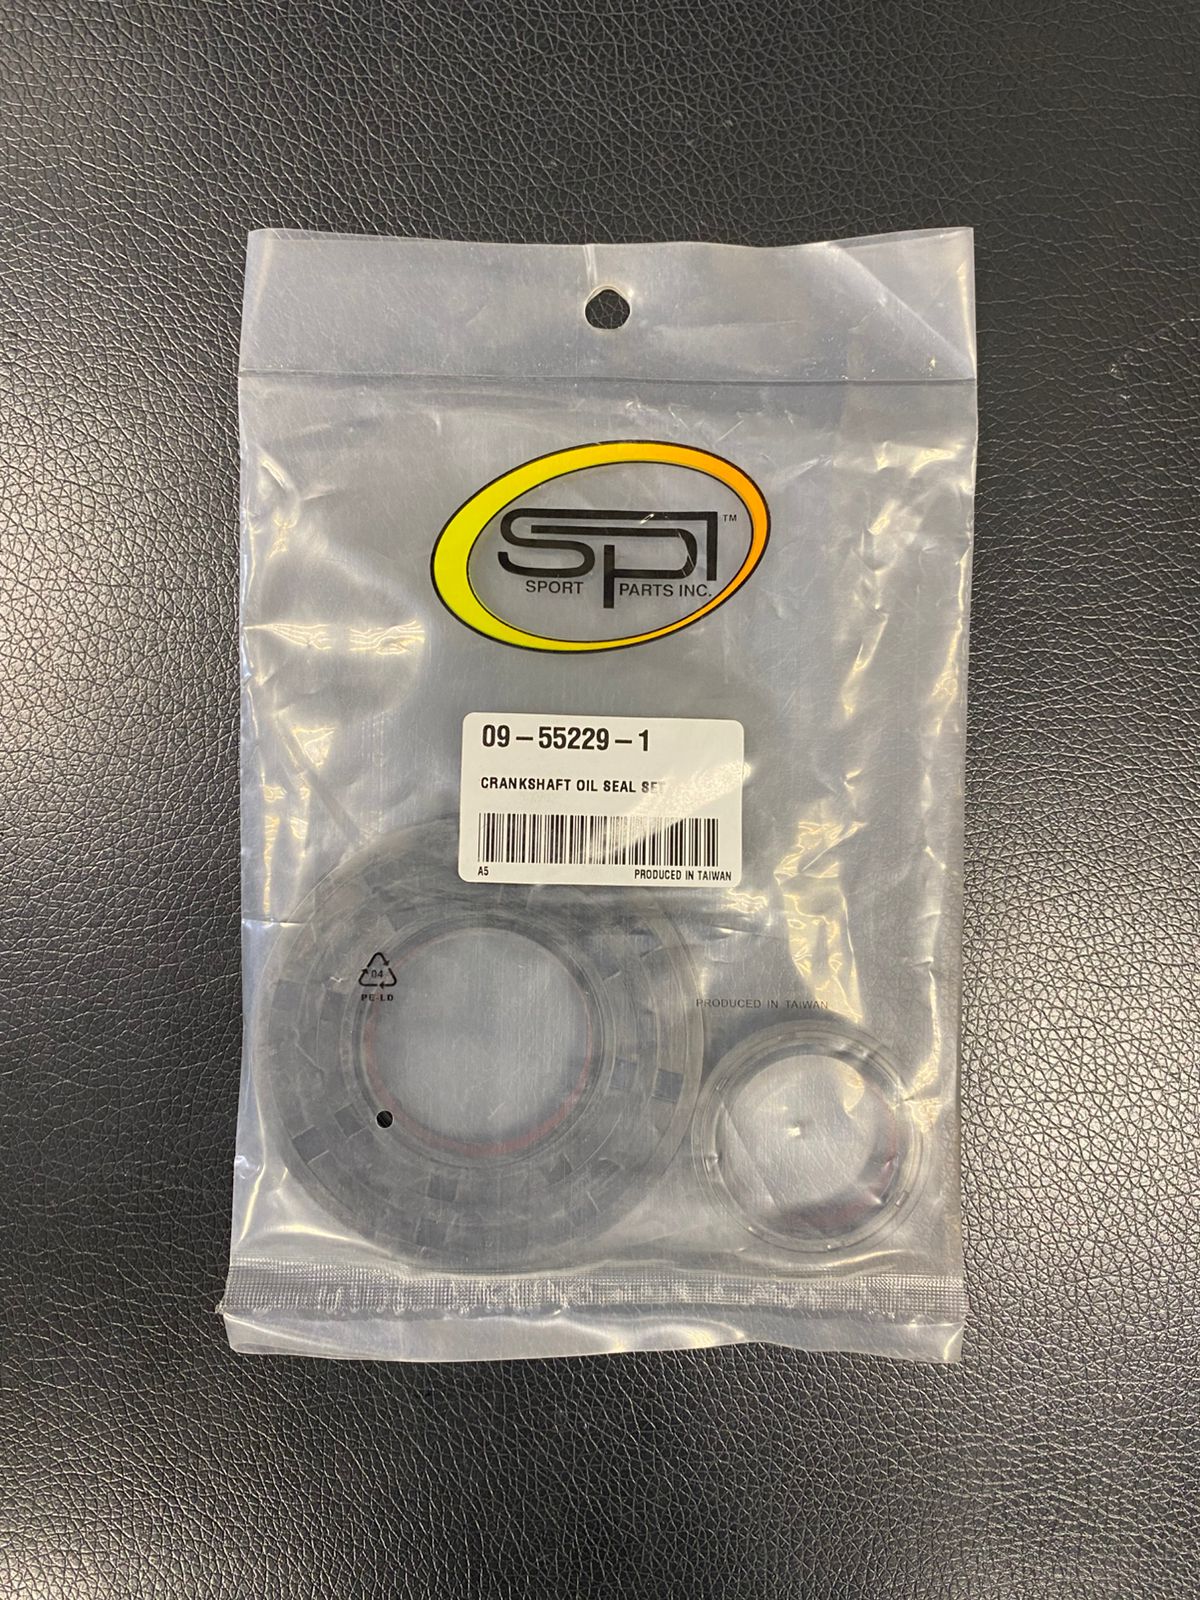 spi™
SPORT PARTS INC.
09-55229-1
CRANKSHAFT OIL SEAL SET
A5 PRODUCED IN TAIWAN
04
PE-LD
PRODUCED IN TAIWAN